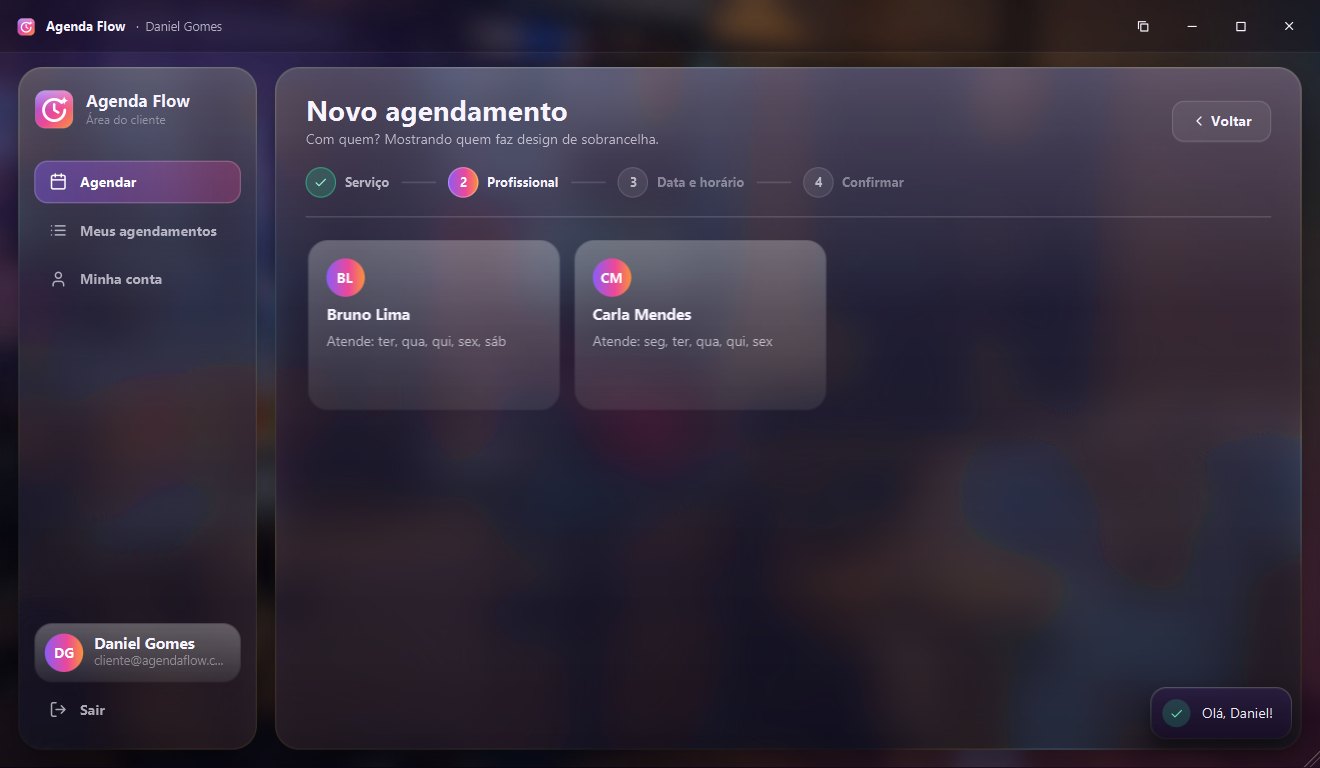 Agenda Flow · Daniel Gomes
Agenda Flow
Área do cliente
Agendar
Meus agendamentos
Minha conta
DG
Daniel Gomes
cliente@agendaflow.c...
Sair
Novo agendamento
Com quem? Mostrando quem faz design de sobrancelha.
Voltar
Serviço
2 Profissional
3 Data e horário
4 Confirmar
BL
Bruno Lima
Atende: ter, qua, qui, sex, sáb
CM
Carla Mendes
Atende: seg, ter, qua, qui, sex
Olá, Daniel!